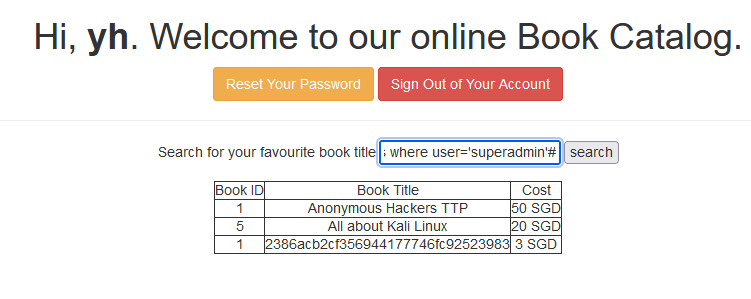 Hi, yh. Welcome to our online Book Catalog.
Reset Your Password Sign Out of Your Account
Search for your favourite book title where user='superadmin'# search
Book ID Book Title Cost
1 Anonymous Hackers TTP 50 SGD
5 All about Kali Linux 20 SGD
1 2386acb2cf356944177746fc92523983 3 SGD